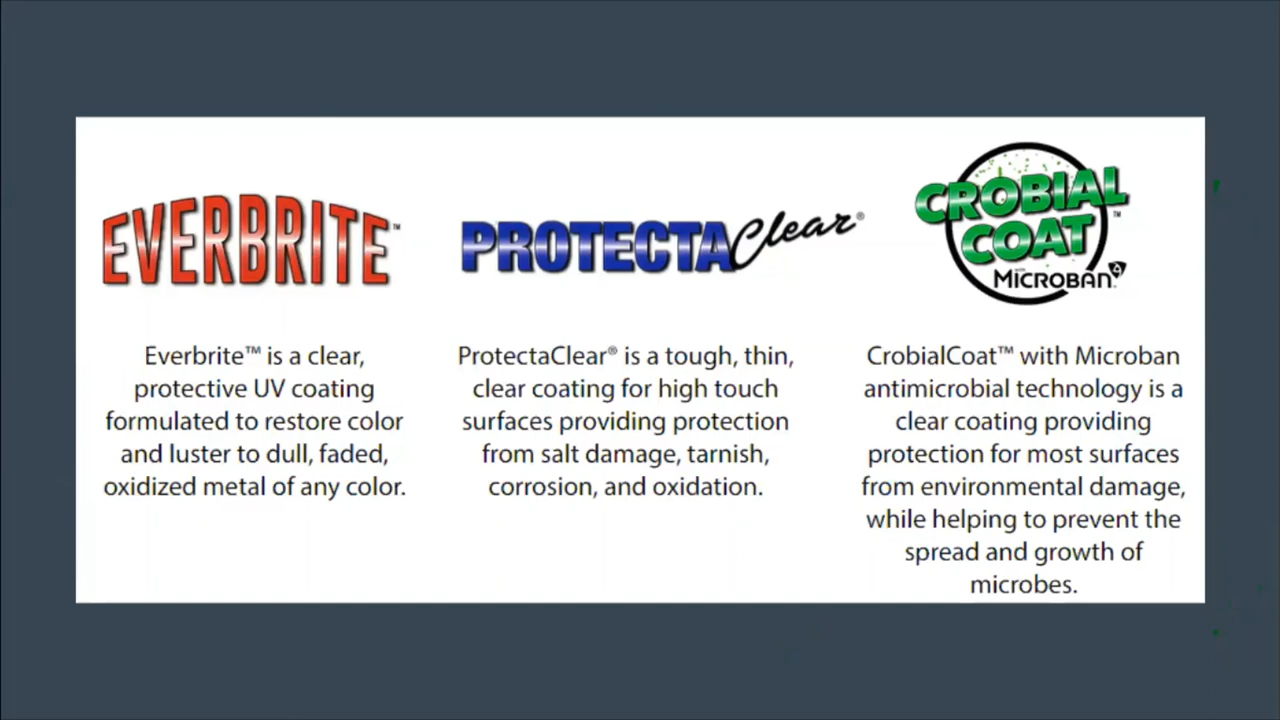 EVERBRITE™
Everbrite™ is a clear,
protective UV coating
formulated to restore color
and luster to dull, faded,
oxidized metal of any color.
PROTECTAClear®
ProtectaClear® is a tough, thin,
clear coating for high touch
surfaces providing protection
from salt damage, tarnish,
corrosion, and oxidation.
CROBIAL
COAT™
WITH
MICROBAN
CrobialCoat™ with Microban
antimicrobial technology is a
clear coating providing
protection for most surfaces
from environmental damage,
while helping to prevent the
spread and growth of
microbes.